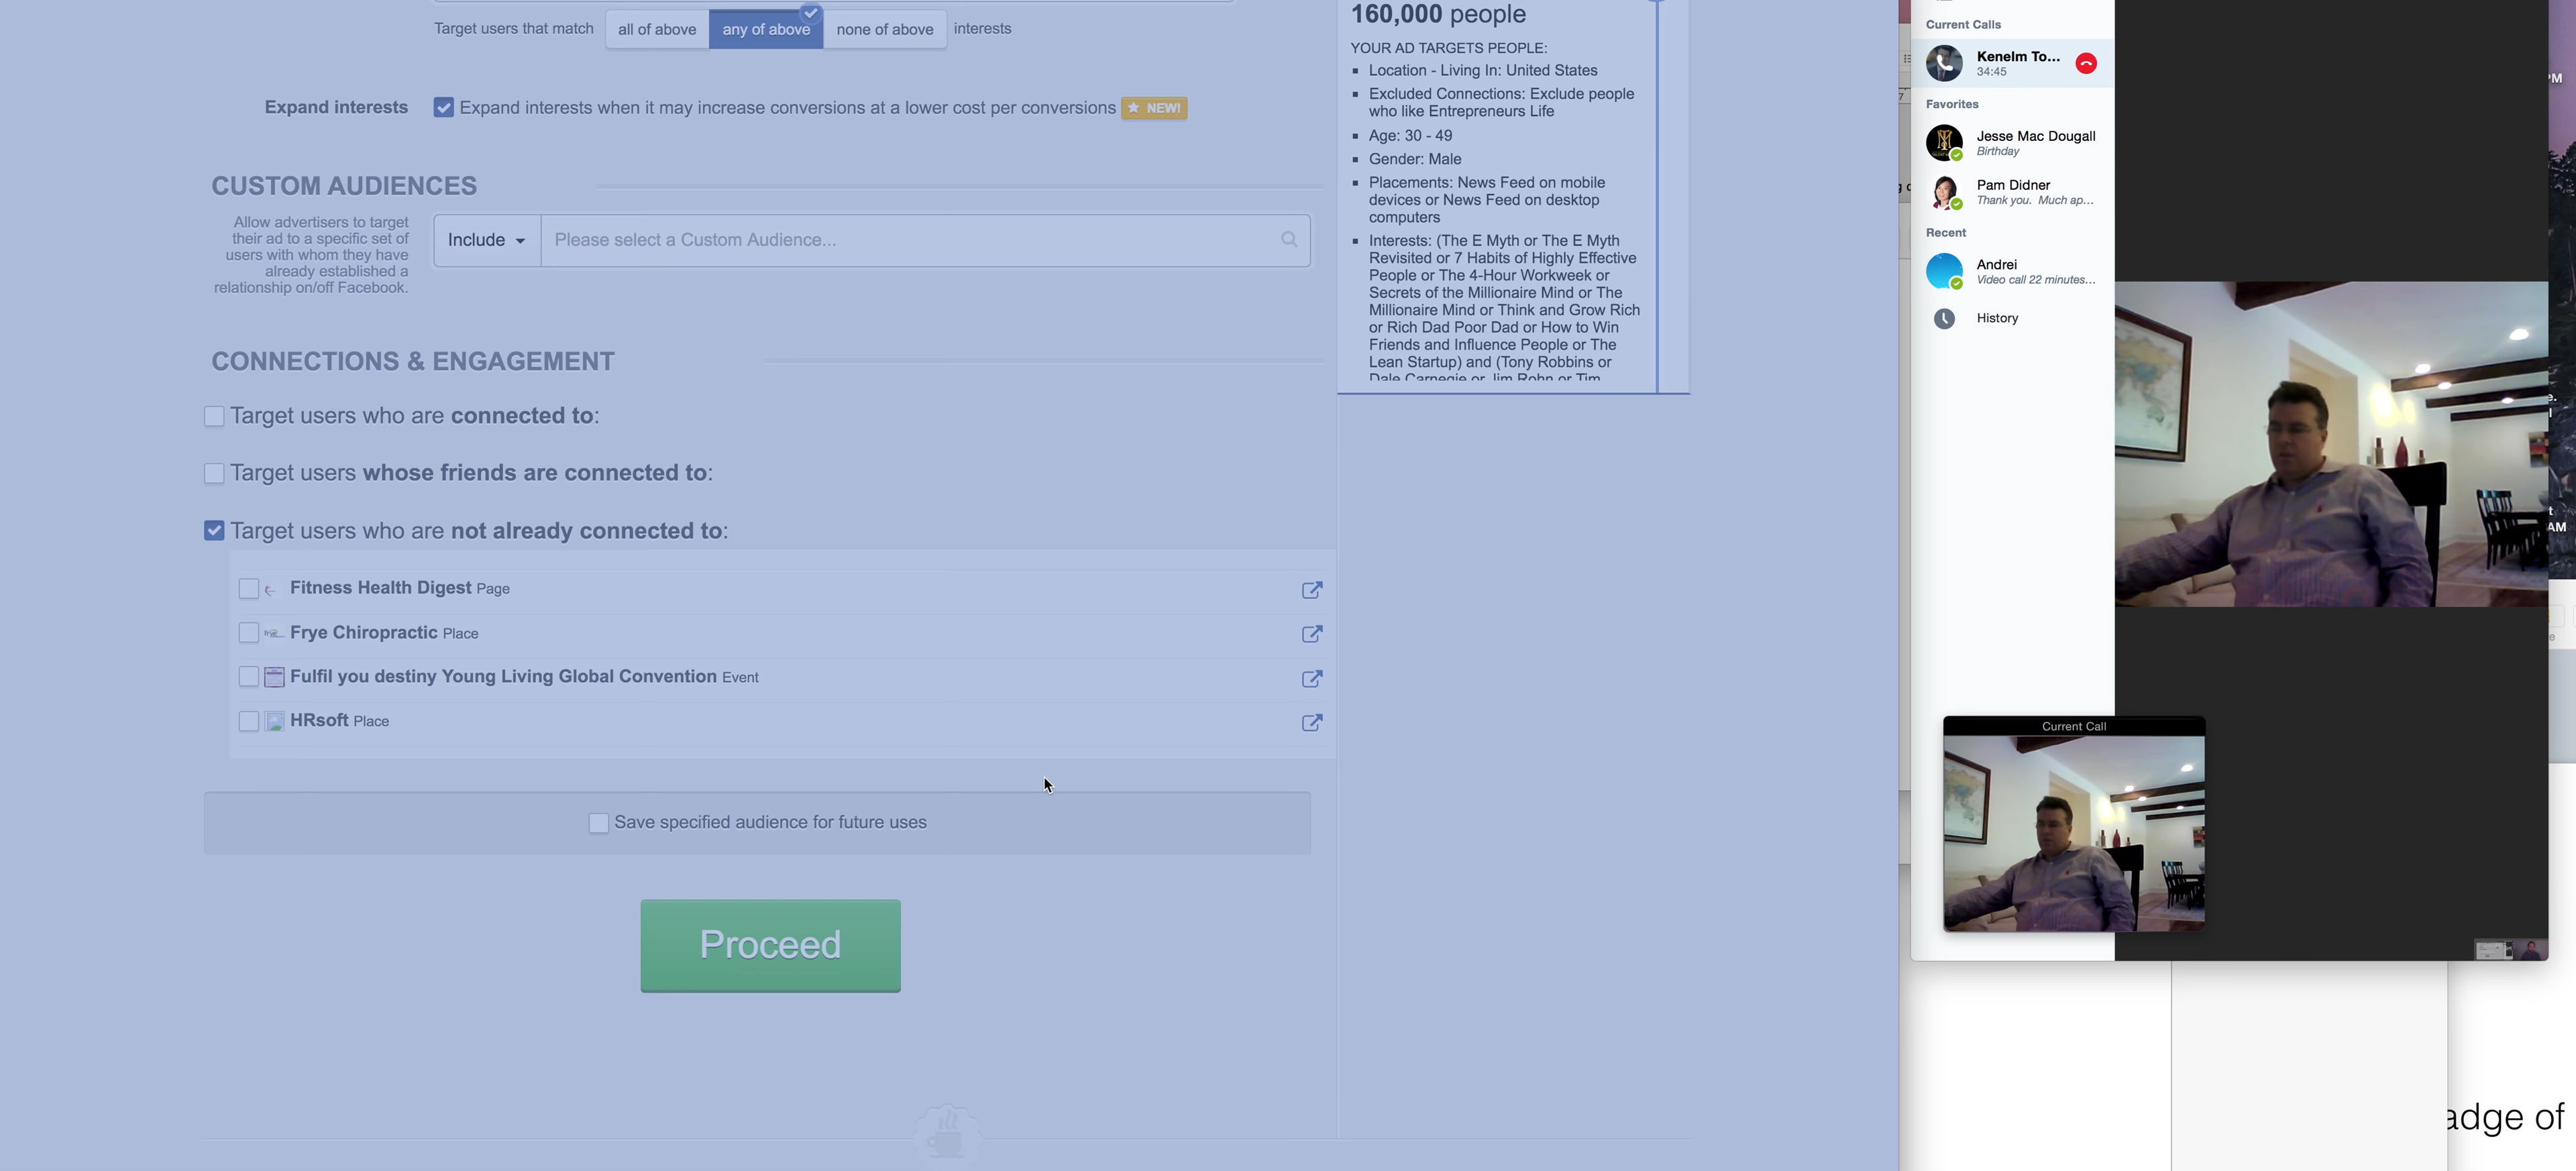 Target users that match all of above any of above none of above interests
Expand interests Expand interests when it may increase conversions at a lower cost per conversions NEW!
CUSTOM AUDIENCES
Allow advertisers to target
their ad to a specific set of
users with whom they have
already established a
relationship on/off Facebook.
Include Please select a Custom Audience...
CONNECTIONS & ENGAGEMENT
Target users who are connected to:
Target users whose friends are connected to:
Target users who are not already connected to:
Fitness Health Digest Page
Frye Chiropractic Place
Fulfil you destiny Young Living Global Convention Event
HRsoft Place
Save specified audience for future uses
Proceed
160,000 people
YOUR AD TARGETS PEOPLE:
Location - Living In: United States
Excluded Connections: Exclude people
who like Entrepreneurs Life
Age: 30 - 49
Gender: Male
Placements: News Feed on mobile
devices or News Feed on desktop
computers
Interests: (The E Myth or The E Myth
Revisited or 7 Habits of Highly Effective
People or The 4-Hour Workweek or
Secrets of the Millionaire Mind or The
Millionaire Mind or Think and Grow Rich
or Rich Dad Poor Dad or How to Win
Friends and Influence People or The
Lean Startup) and (Tony Robbins or
Dale Carnegie or Jim Rohn or Tim
Current Calls
Kenelm To...
34:45
Favorites
Jesse Mac Dougall
Birthday
Pam Didner
Thank you. Much ap...
Recent
Andrei
Video call 22 minutes...
History
Current Call
PM
AM
adge of